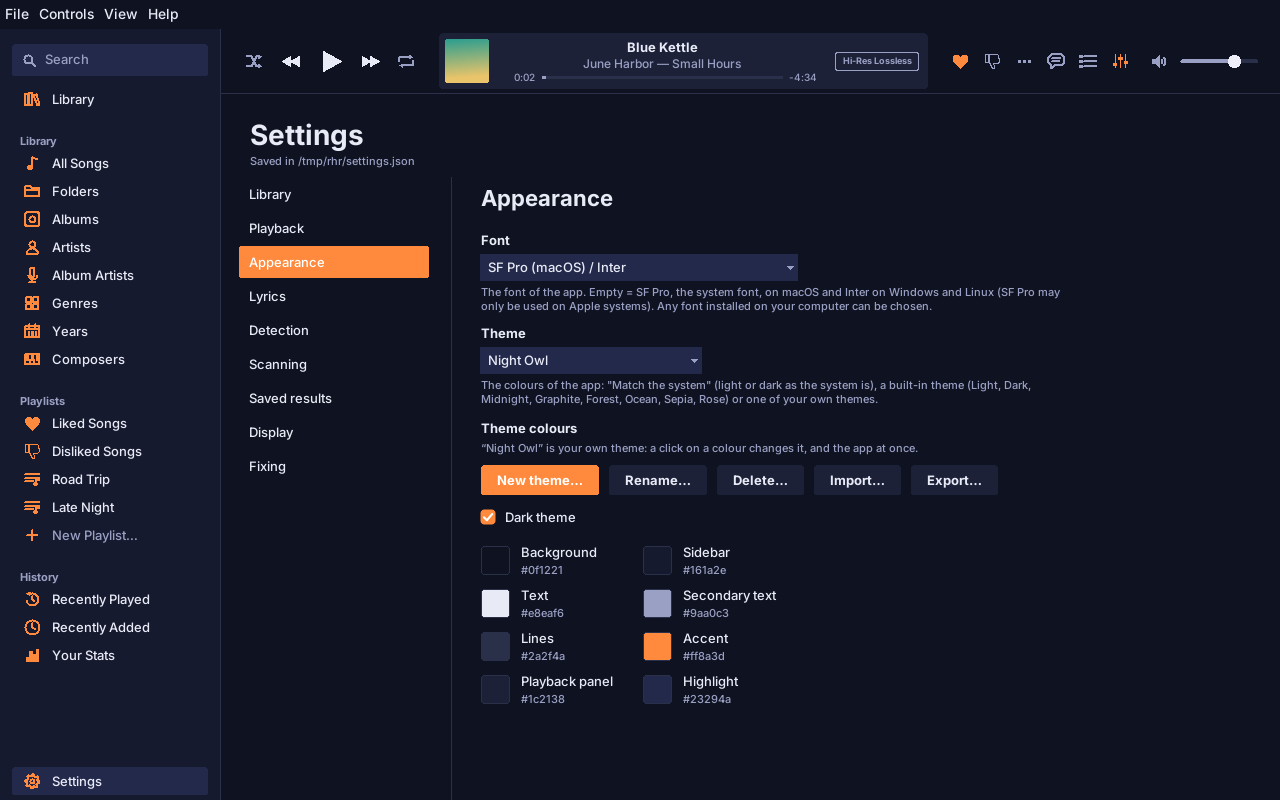 File Controls View Help
Search
Library
Library
All Songs
Folders
Albums
Artists
Album Artists
Genres
Years
Composers
Playlists
Liked Songs
Disliked Songs
Road Trip
Late Night
New Playlist...
History
Recently Played
Recently Added
Your Stats
Settings
Blue Kettle
June Harbor — Small Hours
0:02
-4:34
Hi-Res Lossless
Settings
Saved in /tmp/rhr/settings.json
Library
Playback
Appearance
Lyrics
Detection
Scanning
Saved results
Display
Fixing
Appearance
Font
SF Pro (macOS) / Inter
The font of the app. Empty = SF Pro, the system font, on macOS and Inter on Windows and Linux (SF Pro may
only be used on Apple systems). Any font installed on your computer can be chosen.
Theme
Night Owl
The colours of the app: "Match the system" (light or dark as the system is), a built-in theme (Light, Dark,
Midnight, Graphite, Forest, Ocean, Sepia, Rose) or one of your own themes.
Theme colours
“Night Owl” is your own theme: a click on a colour changes it, and the app at once.
New theme... Rename... Delete... Import... Export...
Dark theme
Background
#0f1221
Sidebar
#161a2e
Text
#e8eaf6
Secondary text
#9aa0c3
Lines
#2a2f4a
Accent
#ff8a3d
Playback panel
#1c2138
Highlight
#23294a